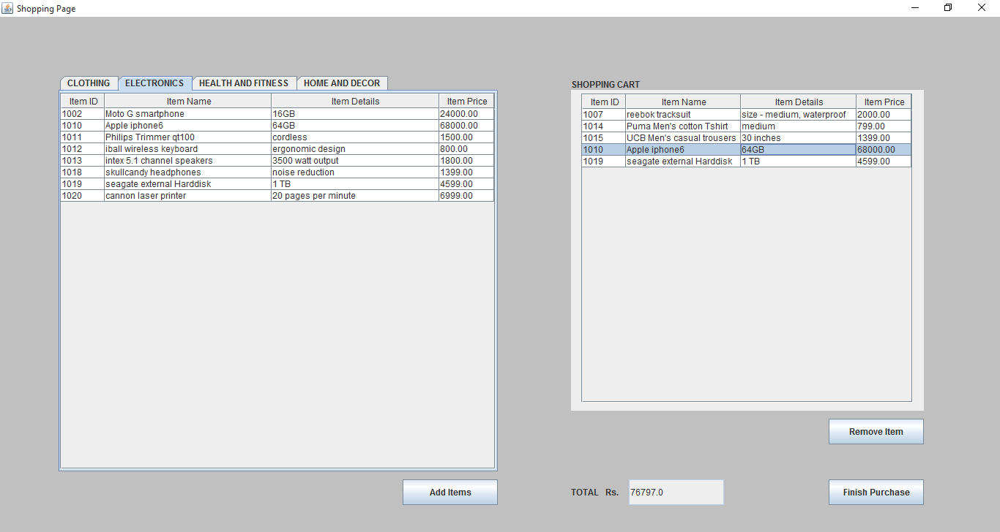 Shopping Page
CLOTHING ELECTRONICS HEALTH AND FITNESS HOME AND DECOR
Item ID Item Name Item Details Item Price
1002 Moto G smartphone 16GB 24000.00
1010 Apple iphone6 64GB 68000.00
1011 Philips Trimmer qt100 cordless 1500.00
1012 iball wireless keyboard ergonomic design 800.00
1013 intex 5.1 channel speakers 3500 watt output 1800.00
1018 skullcandy headphones noise reduction 1399.00
1019 seagate external Harddisk 1 TB 4599.00
1020 cannon laser printer 20 pages per minute 6999.00
Add Items
SHOPPING CART
Item ID Item Name Item Details Item Price
1007 reebok tracksuit size - medium, waterproof 2000.00
1014 Puma Men's cotton Tshirt medium 799.00
1015 UCB Men's casual trousers 30 inches 1399.00
1010 Apple iphone6 64GB 68000.00
1019 seagate external Harddisk 1 TB 4599.00
Remove Item
TOTAL Rs. 76797.0
Finish Purchase